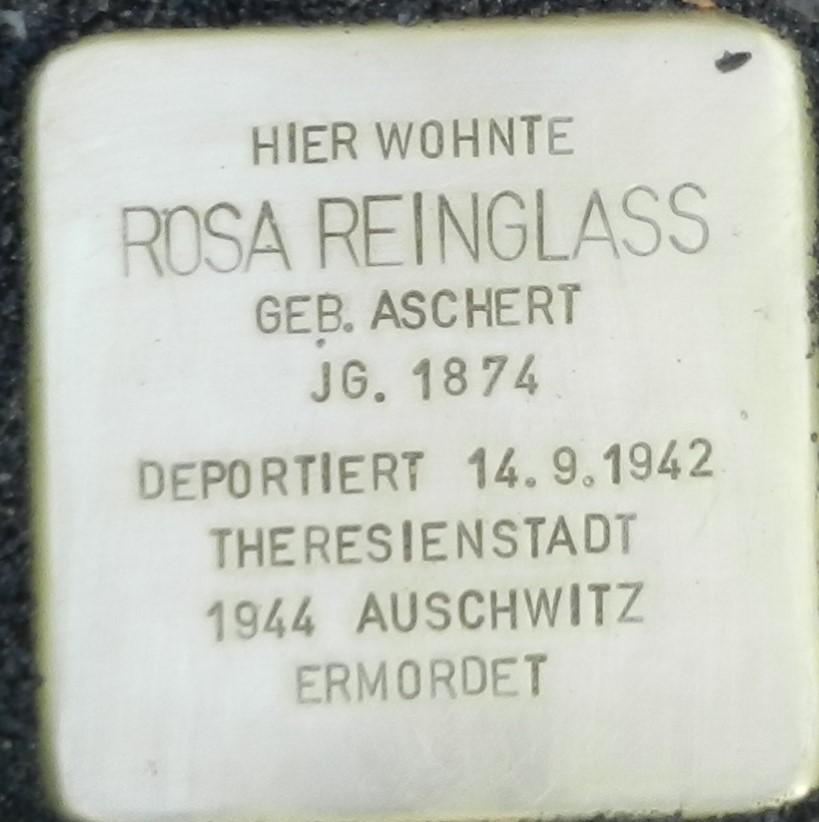 HIER WOHNTE
ROSA REINGLASS
GEB. ASCHERT
JG. 1874
DEPORTIERT 14.9.1942
THERESIENSTADT
1944 AUSCHWITZ
ERMORDET